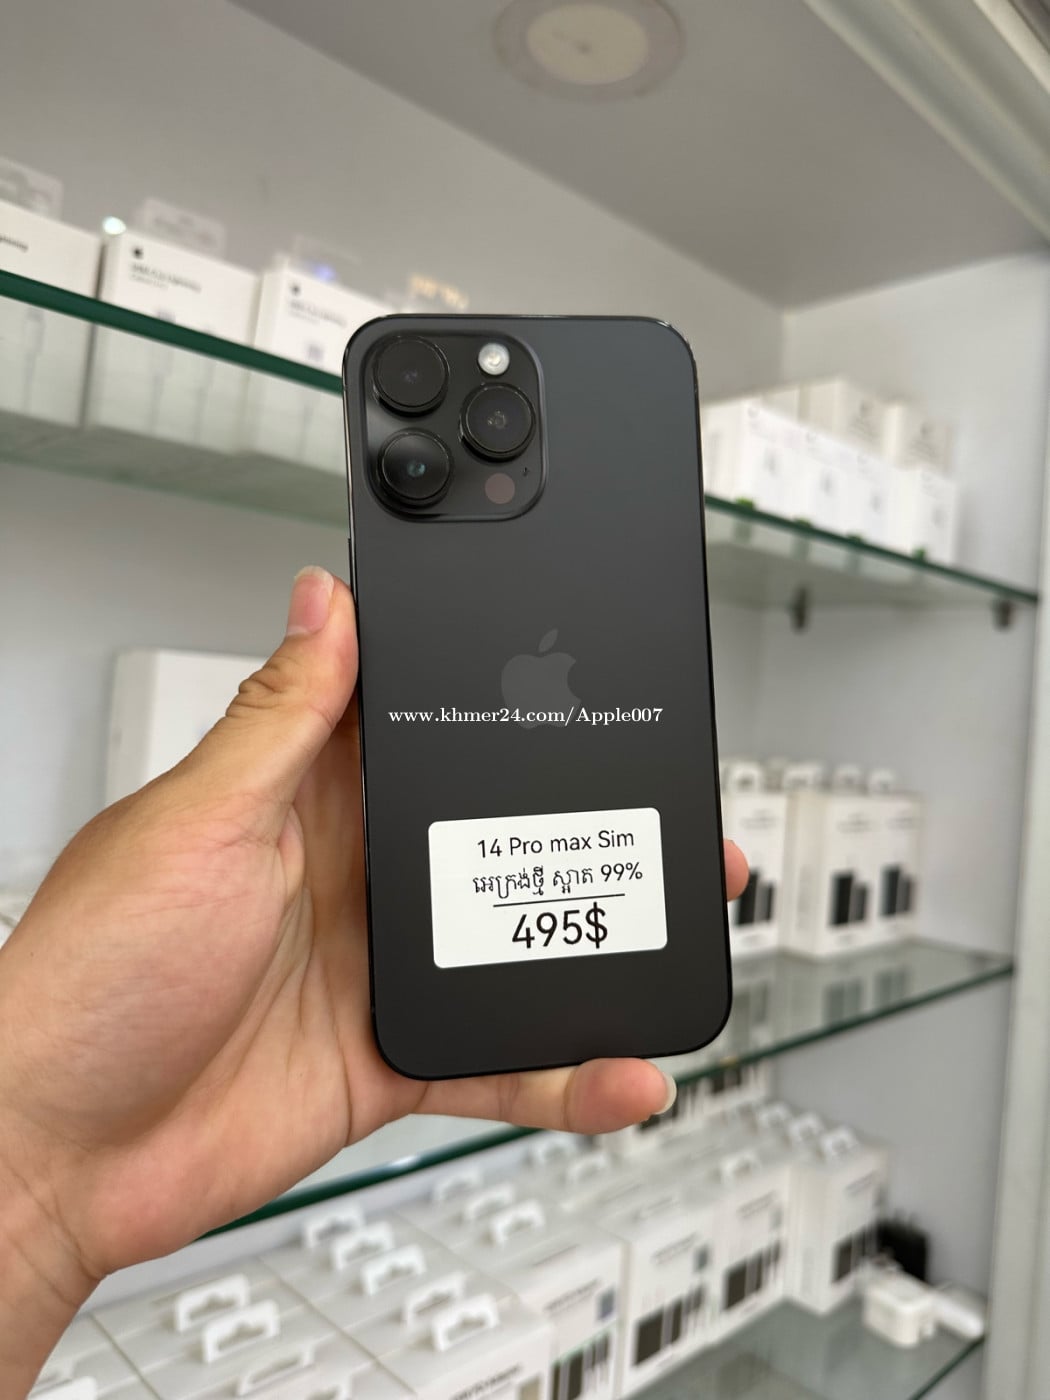 www.khmer24.com/Apple007
14 Pro max Sim
អេក្រង់ថ្មី ស្អាត 99%
495$